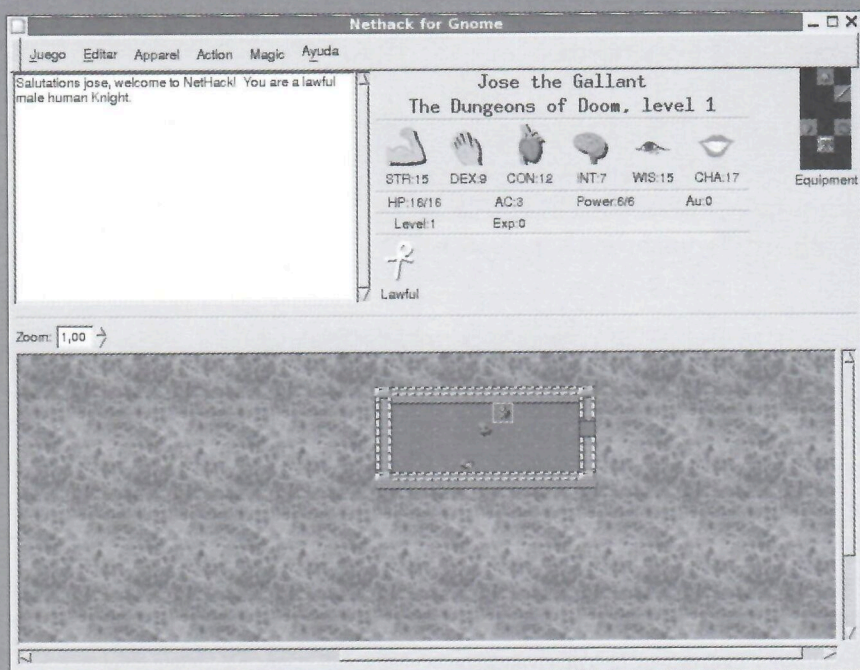 Nethack for Gnome
Juego Editar Apparel Action Magic Ayuda
Salutations jose, welcome to NetHack! You are a lawful
male human Knight.
Jose the Gallant
The Dungeons of Doom, level 1
STR:15 DEX:9 CON:12 INT:7 WIS:15 CHA:17
Equipment
HP:16/16 AC:3 Power:6/6 Au:0
Level:1 Exp:0
Lawful
Zoom: 1,00